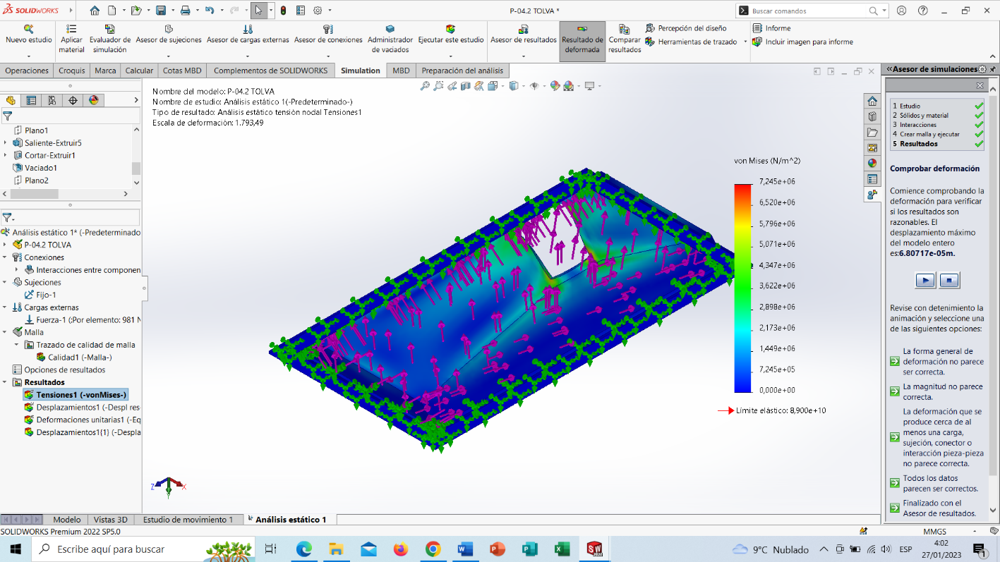 SOLIDWORKS
P-04.2 TOLVA *
Buscar comandos
Nuevo estudio
Aplicar material
Evaluador de simulación
Asesor de sujeciones
Asesor de cargas externas
Asesor de conexiones
Administrador de vaciados
Ejecutar este estudio
Asesor de resultados
Resultado de deformada
Comparar resultados
Percepción del diseño
Herramientas de trazado
Informe
Incluir imagen para informe
Operaciones
Croquis
Marca
Calcular
Cotas MBD
Complementos de SOLIDWORKS
Simulation
MBD
Preparación del análisis
Plano1
Saliente-Extruir5
Cortar-Extruir1
Vaciado1
Plano2
Análisis estático 1* (-Predeterminado
P-04.2 TOLVA
Conexiones
Interacciones entre componen
Sujeciones
Fijo-1
Cargas externas
Fuerza-1 (:Por elemento: 981 N
Malla
Trazado de calidad de malla
Calidad1 (-Malla-)
Opciones de resultados
Resultados
Tensiones1 (-vonMises-)
Desplazamientos1 (-Despl res
Deformaciones unitarias1 (-Eq
Desplazamientos1{1} (-Despla
Nombre del modelo: P-04.2 TOLVA
Nombre de estudio: Análisis estático 1(-Predeterminado-)
Tipo de resultado: Análisis estático tensión nodal Tensiones1
Escala de deformación: 1.793,49
von Mises (N/m^2)
7,245e+06
6,520e+06
5,796e+06
5,071e+06
4,347e+06
3,622e+06
2,898e+06
2,173e+06
1,449e+06
7,245e+05
0,000e+00
Límite elástico: 8,900e+10
Z
X
Asesor de simulaciones
1 Estudio
2 Sólidos y material
3 Interacciones
4 Crear malla y ejecutar
5 Resultados
Comprobar deformación
Comience comprobando la
deformación para verificar
si los resultados son
razonables. El
desplazamiento máximo
del modelo entero
es:6.80717e-05m.
Revise con detenimiento la
animación y seleccione una
de las siguientes opciones:
La forma general de
deformación no parece
ser correcta.
La magnitud no parece
correcta.
La deformación que se
produce cerca de al
menos una carga,
sujeción, conector o
interacción pieza-pieza
no parece correcta.
Todos los datos
parecen ser correctos.
Finalizado con el
Asesor de resultados.
Modelo
Vistas 3D
Estudio de movimiento 1
Análisis estático 1
SOLIDWORKS Premium 2022 SP5.0
MMGS
Escribe aquí para buscar
9°C Nublado
ESP
4:02
27/01/2023